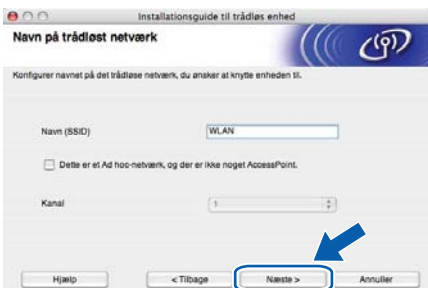 Installationsguide til trådløs enhed
Navn på trådløst netværk
Konfigurer navnet på det trådløse netværk, du ønsker at knytte enheden til.
Navn (SSID) WLAN
Dette er et Ad hoc-netværk, og der er ikke noget AccessPoint.
Kanal 1
Hjælp <Tilbage Næste > Annuller